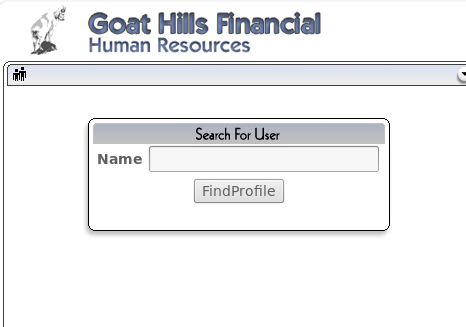 Goat Hills Financial
Human Resources
Search For User
Name
FindProfile